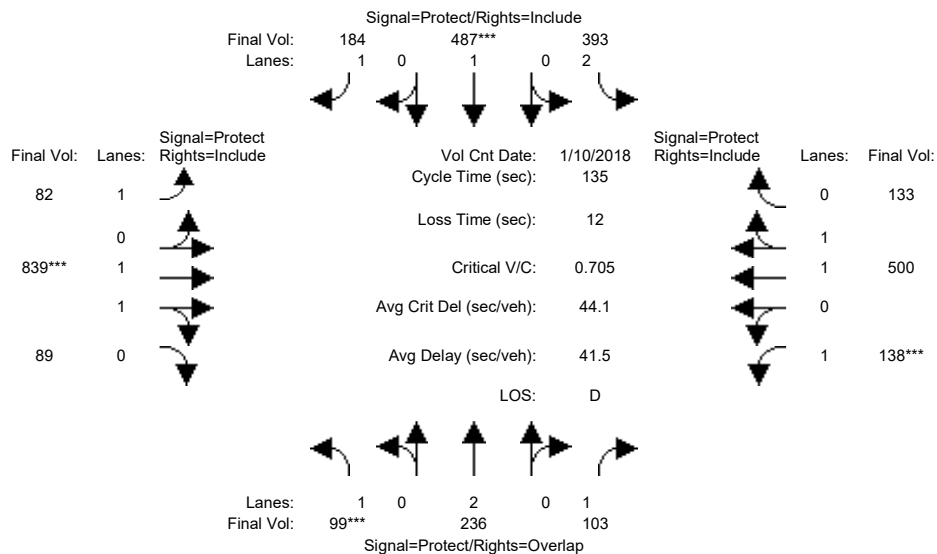 Signal=Protect/Rights=Include
Final Vol: 184 487*** 393
Lanes: 1 0 1 0 2
Signal=Protect
Rights=Include
Final Vol: Lanes:
Vol Cnt Date: 1/10/2018
Signal=Protect
Rights=Include
Lanes: Final Vol:
Cycle Time (sec): 135
82 1
0 133
Loss Time (sec): 12
0
1
839*** 1
Critical V/C: 0.705
1 500
1
Avg Crit Del (sec/veh): 44.1
0
89 0
Avg Delay (sec/veh): 41.5
1 138***
LOS: D
Lanes: 1 0 2 0 1
Final Vol: 99*** 236 103
Signal=Protect/Rights=Overlap